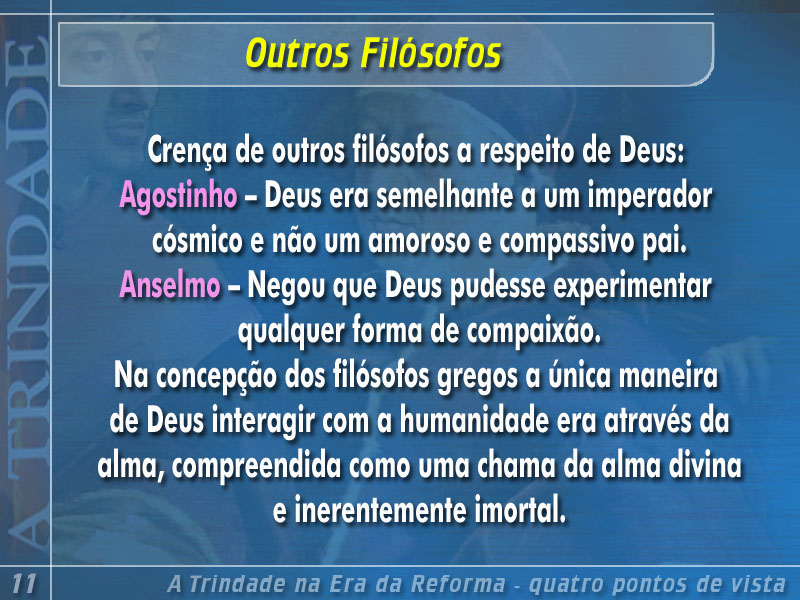 Outros Filósofos
Crença de outros filósofos a respeito de Deus:
Agostinho – Deus era semelhante a um imperador
cósmico e não um amoroso e compassivo pai.
Anselmo – Negou que Deus pudesse experimentar
qualquer forma de compaixão.
Na concepção dos filósofos gregos a única maneira
de Deus interagir com a humanidade era através da
alma, compreendida como uma chama da alma divina
e inerentemente imortal.
A TRINDADE
11
A Trindade na Era da Reforma - quatro pontos de vista